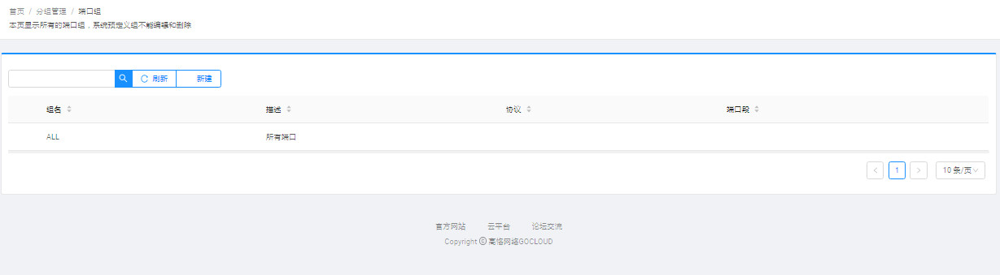 首页 / 分组管理 / 端口组
本页显示所有的端口组，系统预定义组不能编辑和删除
刷新 新建
组名 描述 协议 端口段
ALL 所有端口
1 10 条/页
官方网站 云平台 论坛交流
Copyright © 高恪网络GOCLOUD